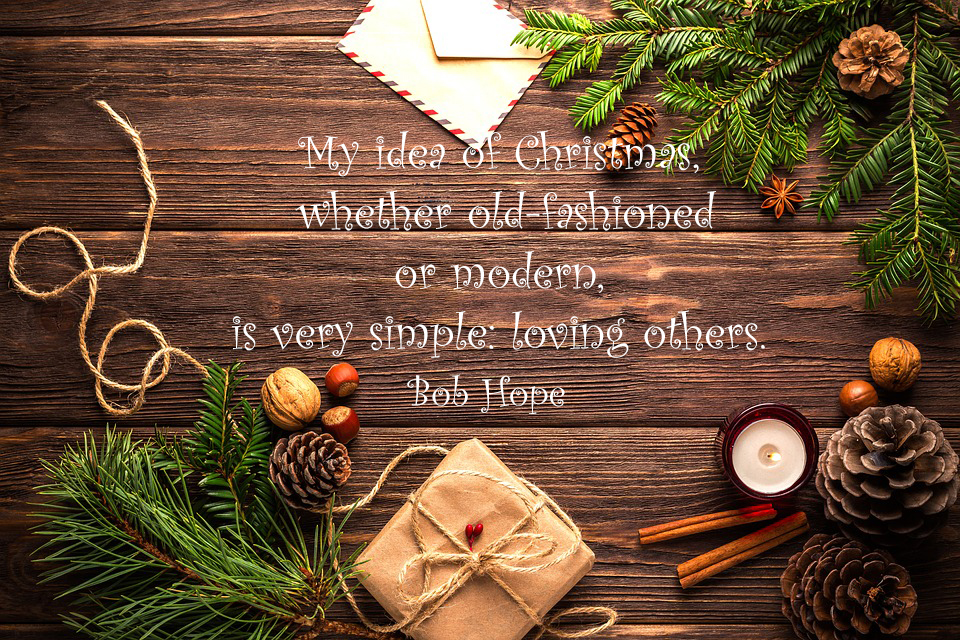 My idea of Christmas,
whether old-fashioned
or modern,
is very simple: loving others.
Bob Hope